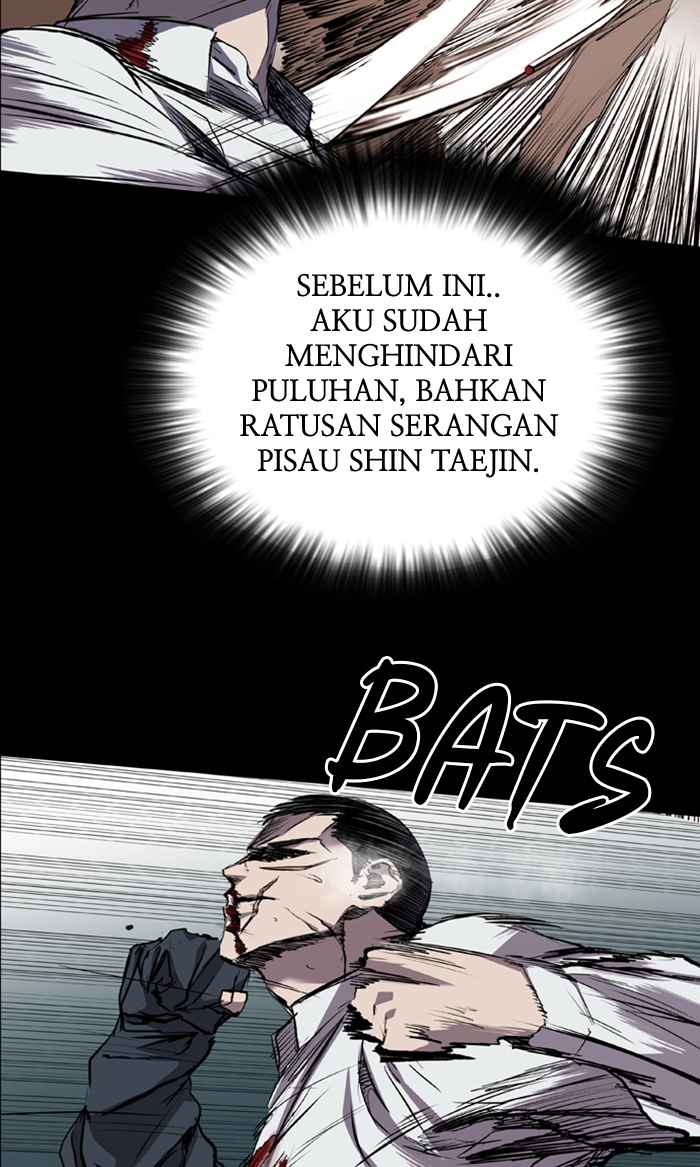 SEBELUM INI..
AKU SUDAH
MENGHINDARI
PULUHAN, BAHKAN
RATUSAN SERANGAN
PISAU SHIN TAEJIN.
BATS